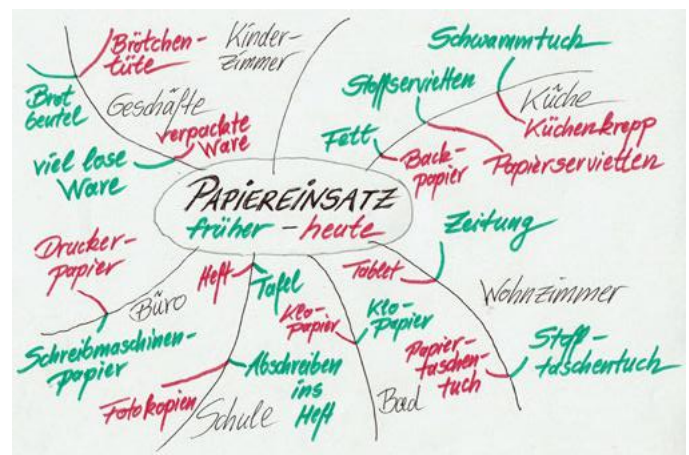 PAPIEREINSATZ
früher - heute
Geschäfte
Brötchen-
tüte
Brot
beutel
verpackte
Ware
viel lose
Ware
Kinder-
zimmer
Küche
Schwammtuch
Küchenkrepp
Stoffservietten
Papierservietten
Fett
Back-
papier
Wohnzimmer
Zeitung
Tablet
Stoff-
taschentuch
Papier-
taschen-
tuch
Bad
Klo-
papier
Klo-
papier
Schule
Heft
Tafel
Abschreiben
ins
Heft
Fotokopien
Büro
Drucker-
papier
Schreibmaschinen-
papier